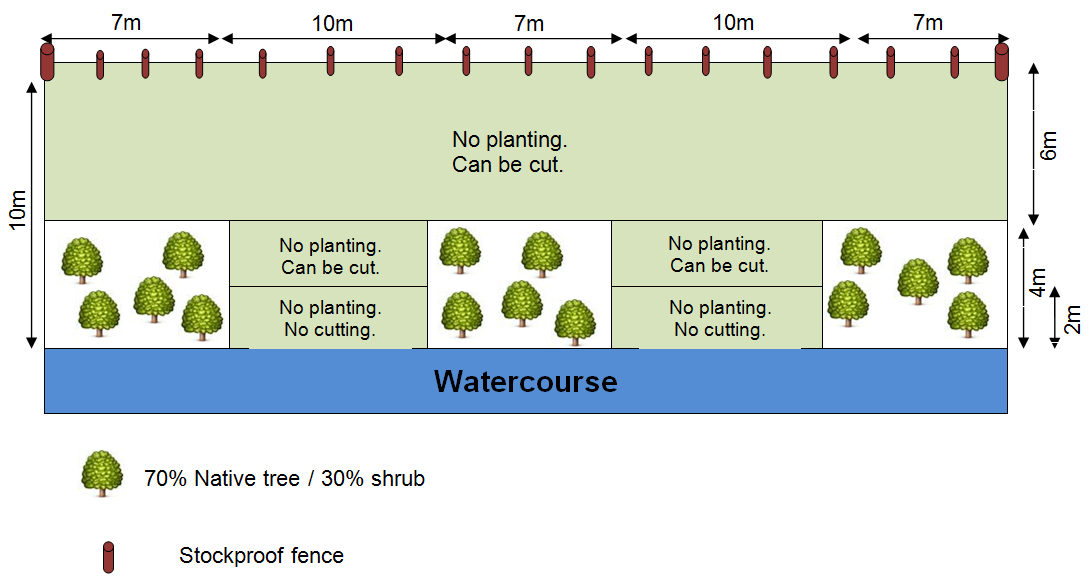 7m
10m
7m
10m
7m
No planting.
Can be cut.
6m
10m
No planting.
Can be cut.
No planting.
Can be cut.
No planting.
No cutting.
No planting.
No cutting.
4m
2m
Watercourse
70% Native tree / 30% shrub
Stockproof fence